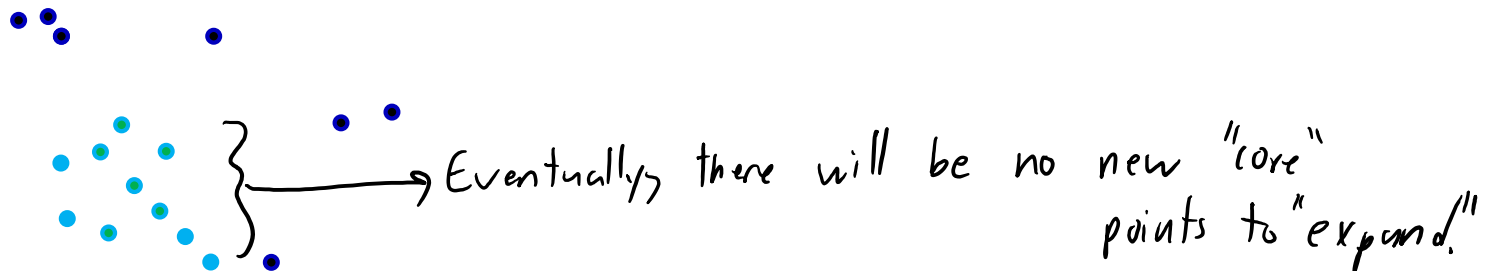 Eventually, there will be no new "core"
points to "expand."